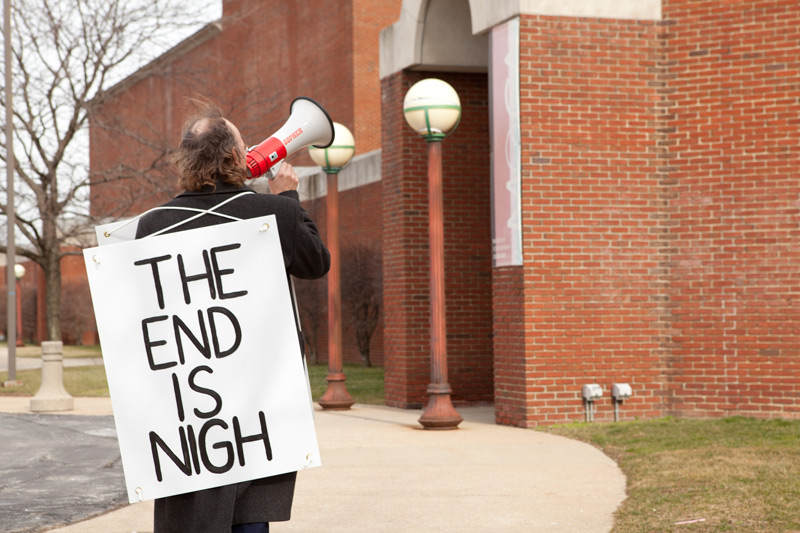 THE
END
IS
NIGH